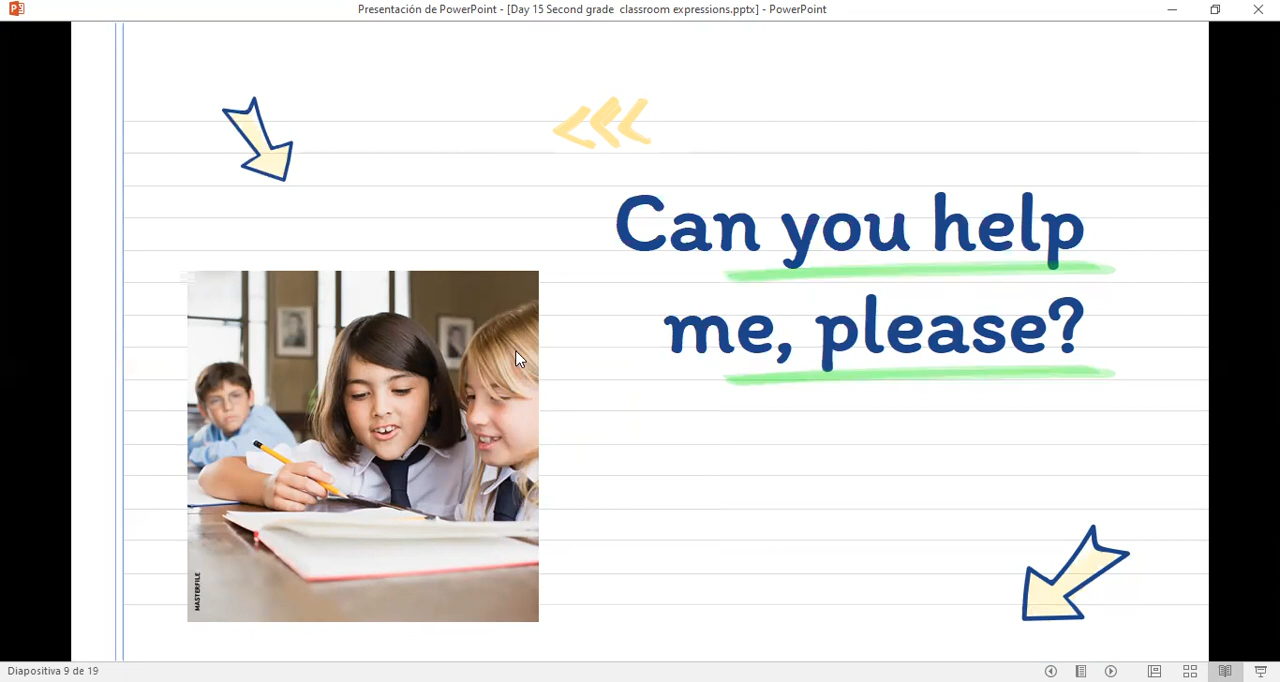 Presentación de PowerPoint - [Day 15 Second grade  classroom expressions.pptx] - PowerPoint
Can you help
me, please?
MASTERFILE
Diapositiva 9 de 19